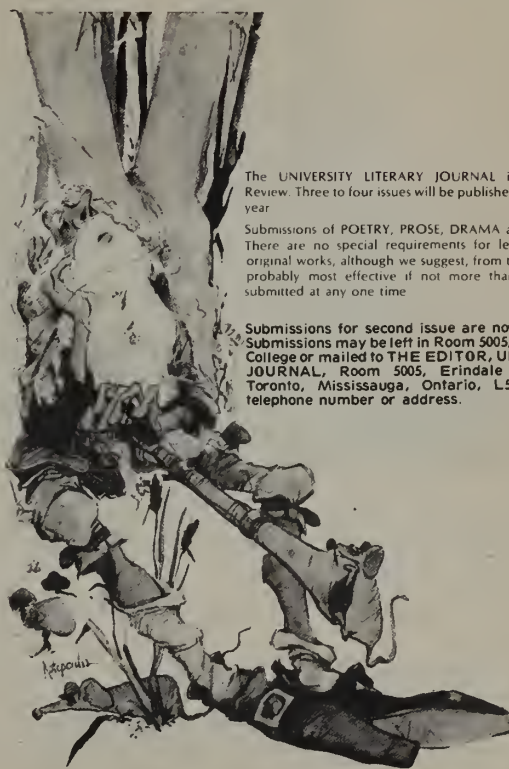 The UNIVERSITY LITERARY JOURNAL
Review. Three to four issues will be publishe
year
Submissions of POETRY, PROSE, DRAMA a
There are no special requirements for le
original works, although we suggest, from t
probably most effective if not more tha
submitted at any one time
Submissions for second issue are no
Submissions may be left in Room 5005,
College or mailed to THE EDITOR, U
JOURNAL, Room 5005, Erindale
Toronto, Mississauga, Ontario, L5
telephone number or address.